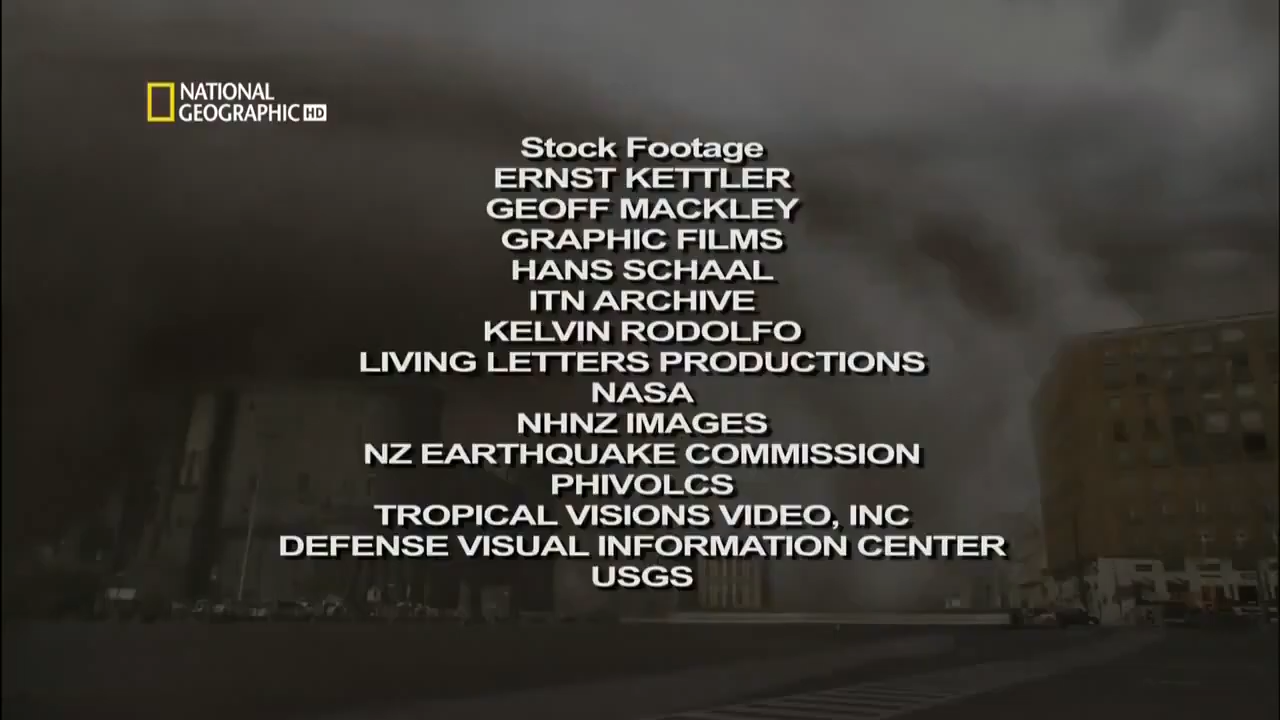 NATIONAL
GEOGRAPHIC HD
Stock Footage
ERNST KETTLER
GEOFF MACKLEY
GRAPHIC FILMS
HANS SCHAAL
ITN ARCHIVE
KELVIN RODOLFO
LIVING LETTERS PRODUCTIONS
NASA
NHNZ IMAGES
NZ EARTHQUAKE COMMISSION
PHIVOLCS
TROPICAL VISIONS VIDEO, INC
DEFENSE VISUAL INFORMATION CENTER
USGS